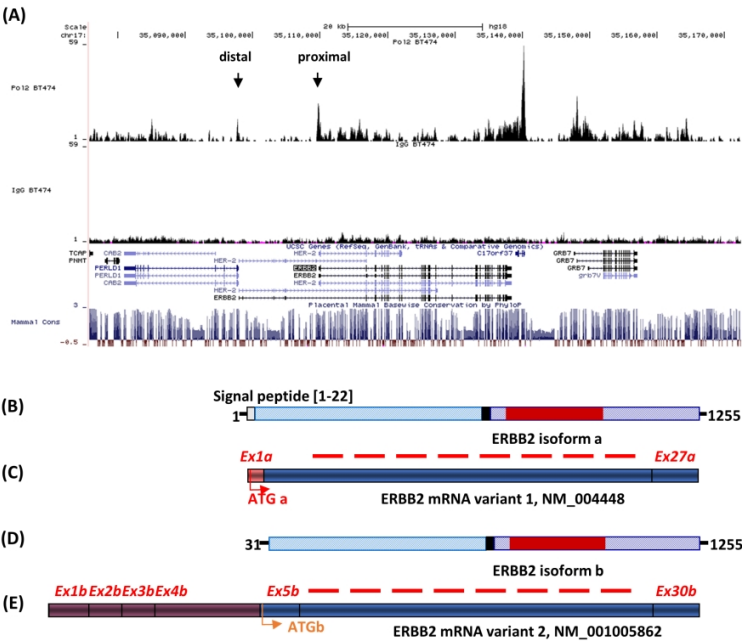 (A)
Scale 20 kb hg18
chr17: 35,090,000 35,100,000 35,110,000 35,120,000 35,130,000 35,140,000 35,150,000 35,160,000 35,170,000
59 Pol2 BT474
distal proximal
Pol2 BT474
1
59 IgG BT474
IgG BT474
1
UCSC Genes (RefSeq, GenBank, tRNAs & Comparative Genomics)
TCAP CAB2 HER-2 C17orf37 GRB7
PNMT HER-2 ERBB2 GRB7
PERLD1 ERBB2 GRB7
PERLD1 HER-2 grb7V
CAB2 HER-2
HER-2
ERBB2
Placental Mammal Basewise Conservation by PhyloP
3
Mammal Cons
-0.5
Signal peptide [1-22]
(B) 1 1255
ERBB2 isoform a
Ex1a Ex27a
(C)
ATG a ERBB2 mRNA variant 1, NM_004448
(D) 31 1255
ERBB2 isoform b
Ex1b Ex2b Ex3b Ex4b Ex5b Ex30b
(E)
ATGb ERBB2 mRNA variant 2, NM_001005862